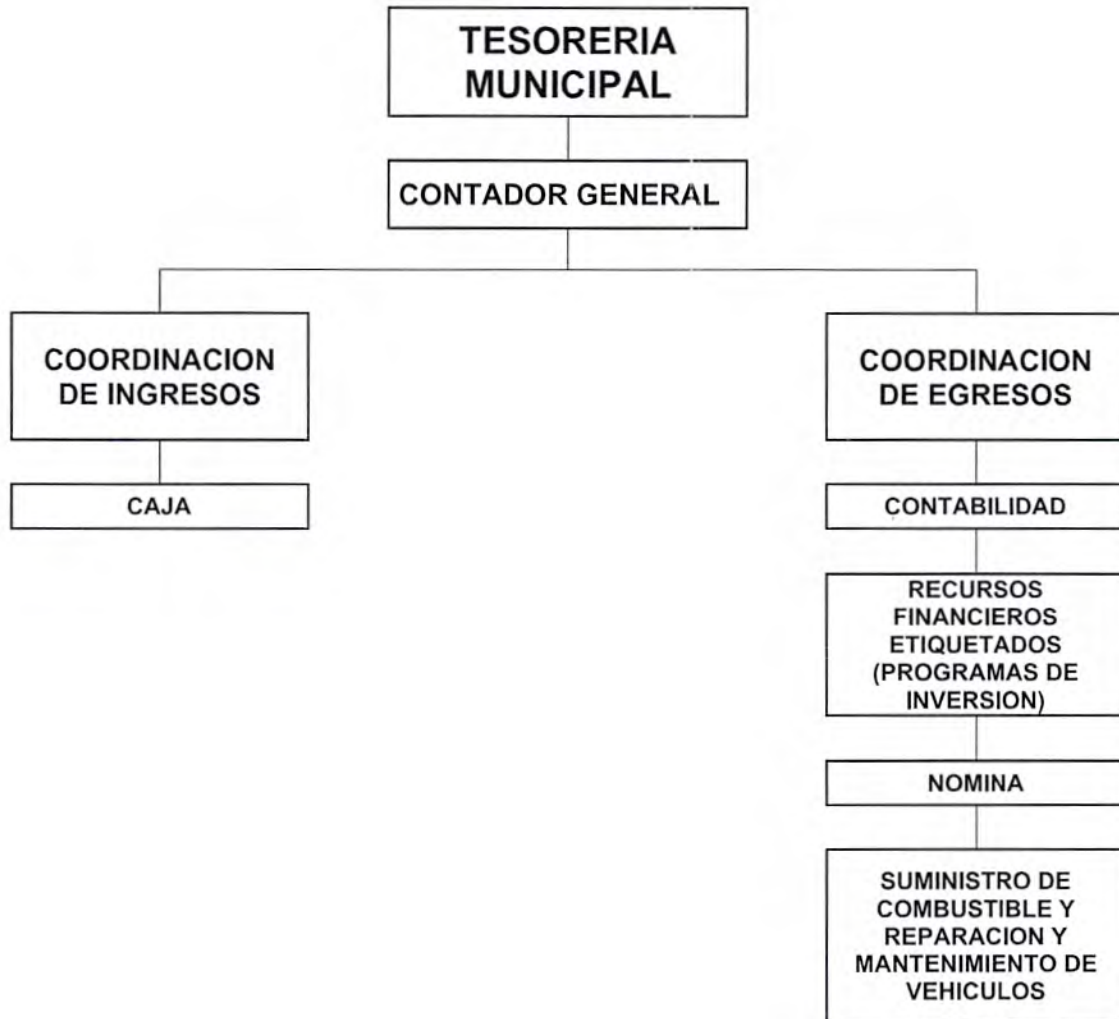 TESORERIA
MUNICIPAL
CONTADOR GENERAL
COORDINACION
DE INGRESOS
CAJA
COORDINACION
DE EGRESOS
CONTABILIDAD
RECURSOS
FINANCIEROS
ETIQUETADOS
(PROGRAMAS DE
INVERSION)
NOMINA
SUMINISTRO DE
COMBUSTIBLE Y
REPARACION Y
MANTENIMIENTO DE
VEHICULOS